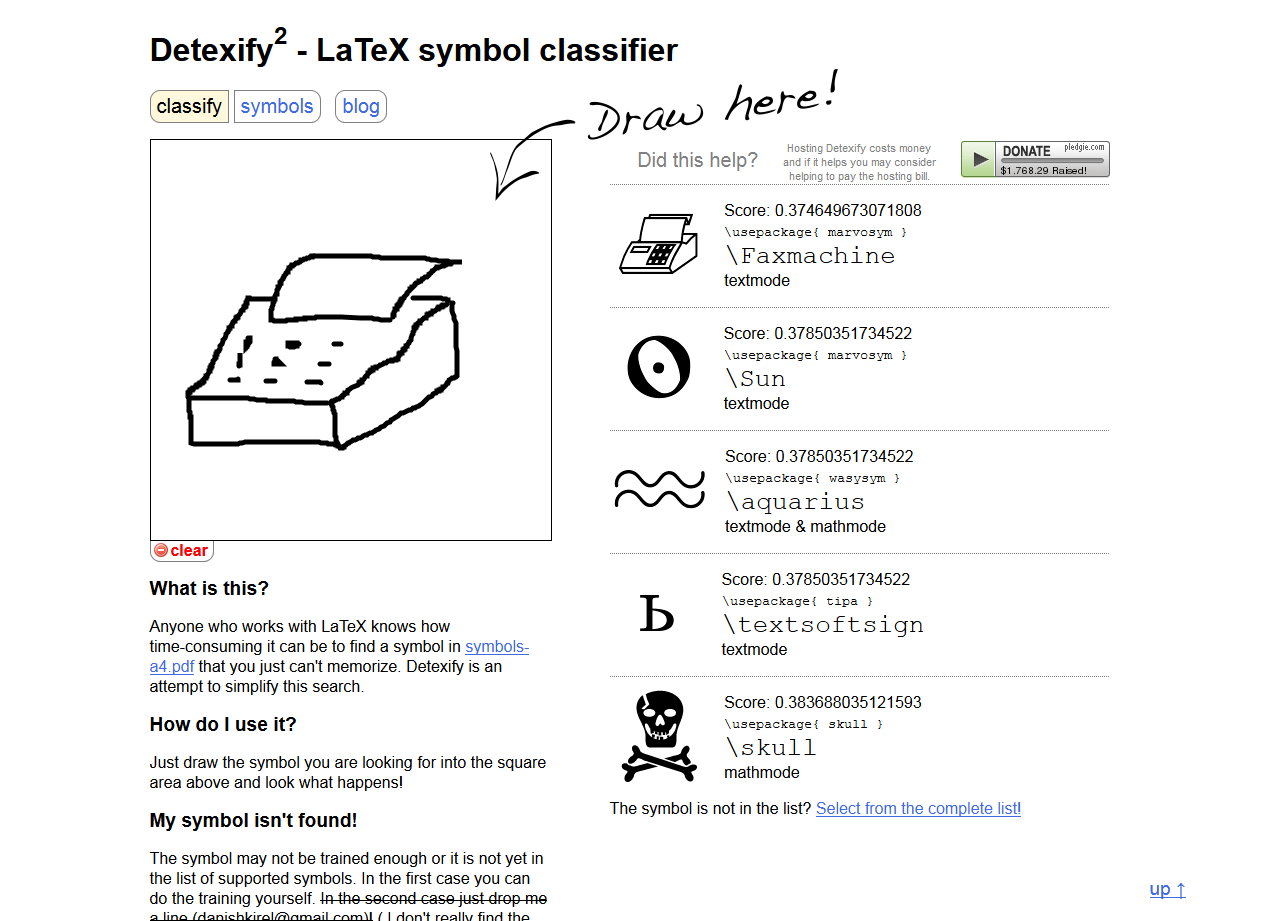 Detexify2 - LaTeX symbol classifier
classify symbols blog
Draw here!
Did this help?
Hosting Detexify costs money
and if it helps you may consider
helping to pay the hosting bill.
DONATE pledgie.com
$1.768.29 Raised!
Score: 0.374649673071808
\usepackage{ marvosym }
\Faxmachine
textmode
Score: 0.37850351734522
\usepackage{ marvosym }
\Sun
textmode
Score: 0.37850351734522
\usepackage{ wasysym }
\aquarius
textmode & mathmode
Score: 0.37850351734522
\usepackage{ tipa }
\textsoftsign
textmode
Score: 0.383688035121593
\usepackage{ skull }
\skull
mathmode
The symbol is not in the list? Select from the complete list!
clear
What is this?
Anyone who works with LaTeX knows how
time-consuming it can be to find a symbol in symbols-
a4.pdf that you just can't memorize. Detexify is an
attempt to simplify this search.
How do I use it?
Just draw the symbol you are looking for into the square
area above and look what happens!
My symbol isn't found!
The symbol may not be trained enough or it is not yet in
the list of supported symbols. In the first case you can
do the training yourself. In the second case just drop me
a line (danishkirel@gmail.com)! ( I don't really find the
up ↑